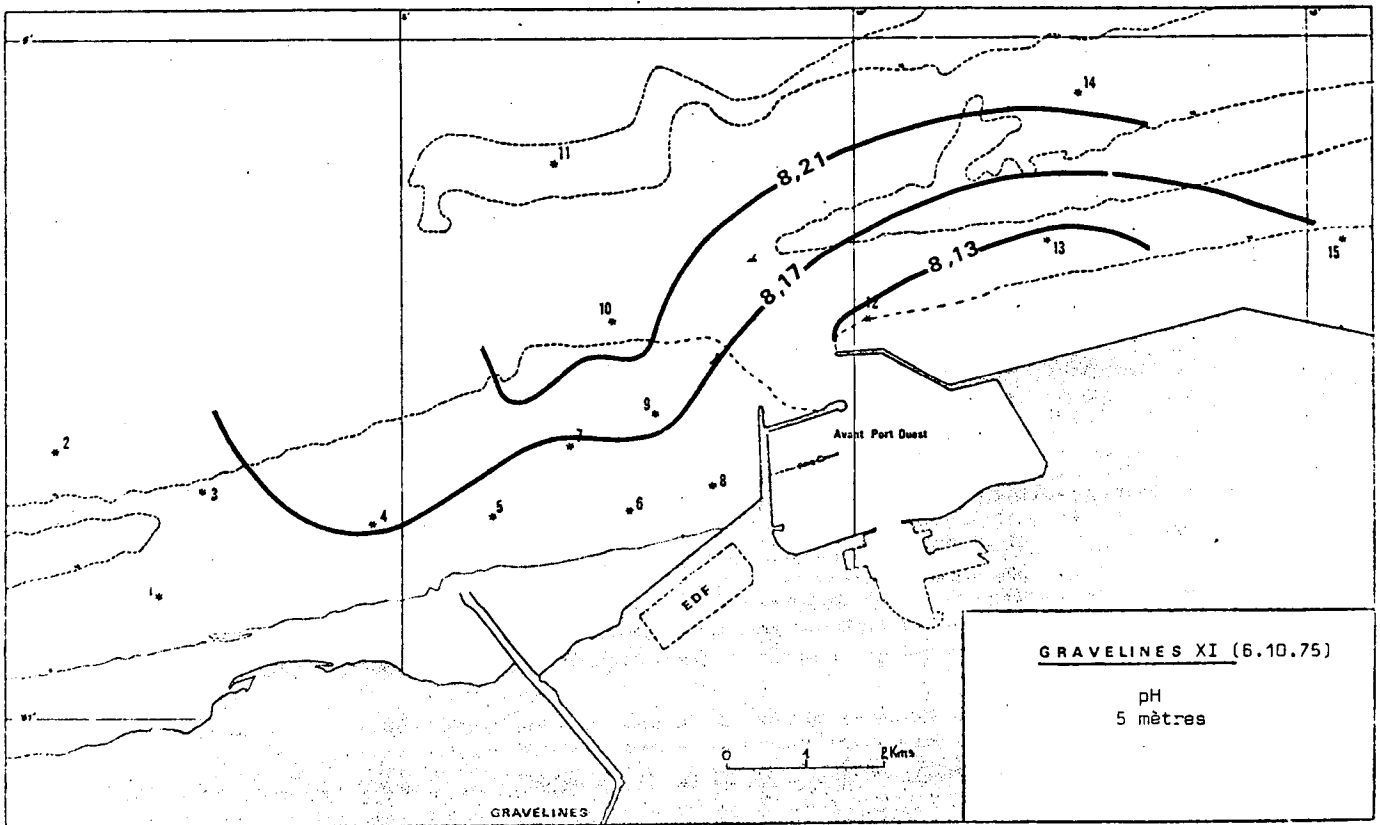 14
11
8,21
8,13
13
15
8,17
12
10
9
Avant Port Ouest
2
7
3
8
4
5
6
1
EDF
GRAVELINES XI (6.10.75)
pH
5 mètres
0 1 2Kms
GRAVELINES